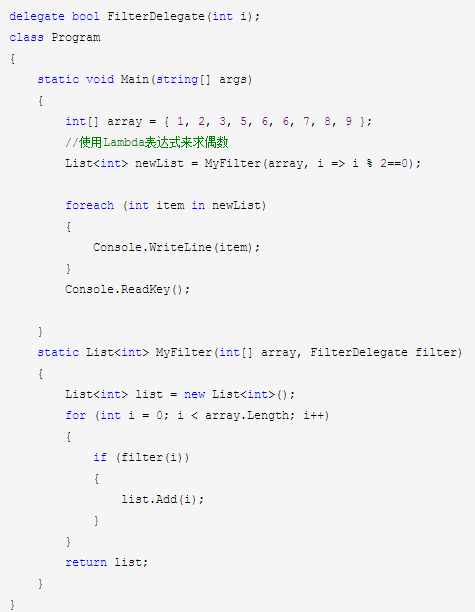 delegate bool FilterDelegate(int i);
class Program
{
    static void Main(string[] args)
    {
        int[] array = { 1, 2, 3, 5, 6, 6, 7, 8, 9 };
        //使用Lambda表达式来求偶数
        List<int> newList = MyFilter(array, i => i % 2==0);

        foreach (int item in newList)
        {
            Console.WriteLine(item);
        }
        Console.ReadKey();

    }
    static List<int> MyFilter(int[] array, FilterDelegate filter)
    {
        List<int> list = new List<int>();
        for (int i = 0; i < array.Length; i++)
        {
            if (filter(i))
            {
                list.Add(i);
            }
        }
        return list;
    }
}